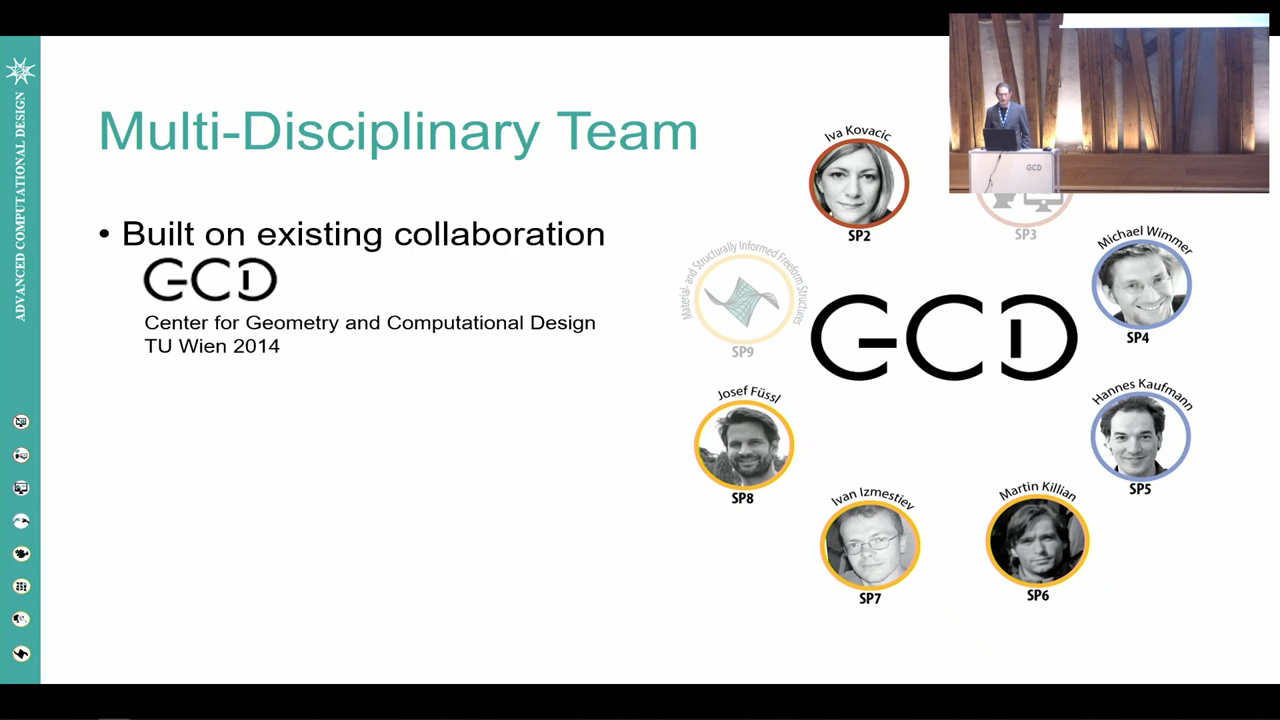 ADVANCED COMPUTATIONAL DESIGN
Multi-Disciplinary Team
• Built on existing collaboration
GCD
Center for Geometry and Computational Design
TU Wien 2014
Iva Kovacic
SP2
SP3
Michael Wimmer
SP4
Hannes Kaufmann
SP5
Martin Killian
SP6
Ivan Izmestiev
SP7
Josef Füssl
SP8
Material- and Structurally Informed Freeform Structures
SP9
GCD
GCD